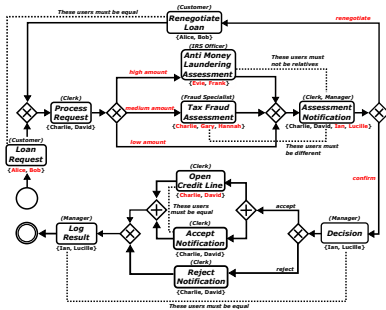 These users must be equal
(Customer)
Renegotiate
Loan
{Alice, Bob}
renegotiate
(IRS Officer)
Anti Money
Laundering
Assessment
{Evie, Frank}
high amount
These users must
not be relatives
(Clerk)
Process
Request
{Charlie, David}
medium amount
(Fraud Specialist)
Tax Fraud
Assessment
{Charlie, Gary, Hannah}
(Clerk, Manager)
Assessment
Notification
{Charlie, David, Ian, Lucille}
low amount
These users must
be different
(Customer)
Loan
Request
{Alice, Bob}
(Clerk)
Open
Credit Line
{Charlie, David}
confirm
These users
must be equal
accept
(Manager)
Log
Result
{Ian, Lucille}
(Clerk)
Accept
Notification
{Charlie, David}
(Manager)
Decision
{Ian, Lucille}
(Clerk)
Reject
Notification
{Charlie, David}
reject
These users must be equal